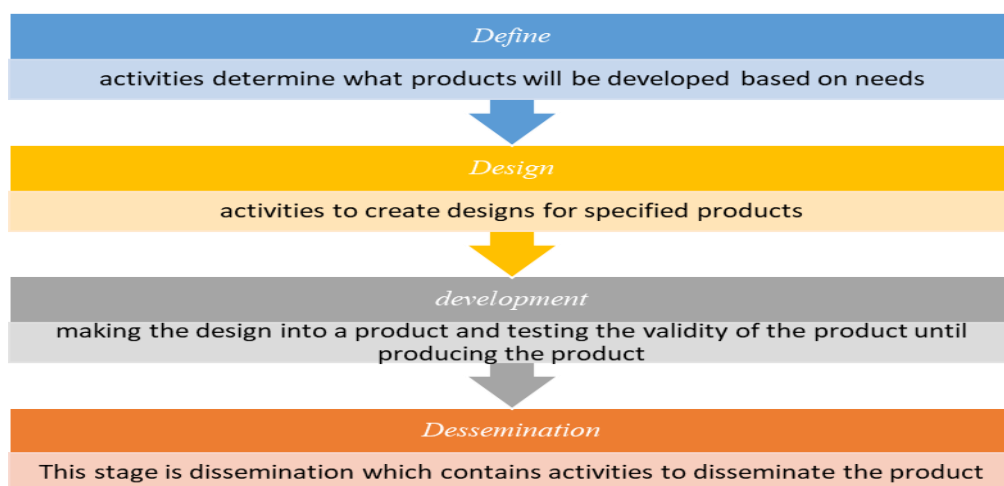 Define
activities determine what products will be developed based on needs
Design
activities to create designs for specified products
development
making the design into a product and testing the validity of the product until
producing the product
Dessemination
This stage is dissemination which contains activities to disseminate the product